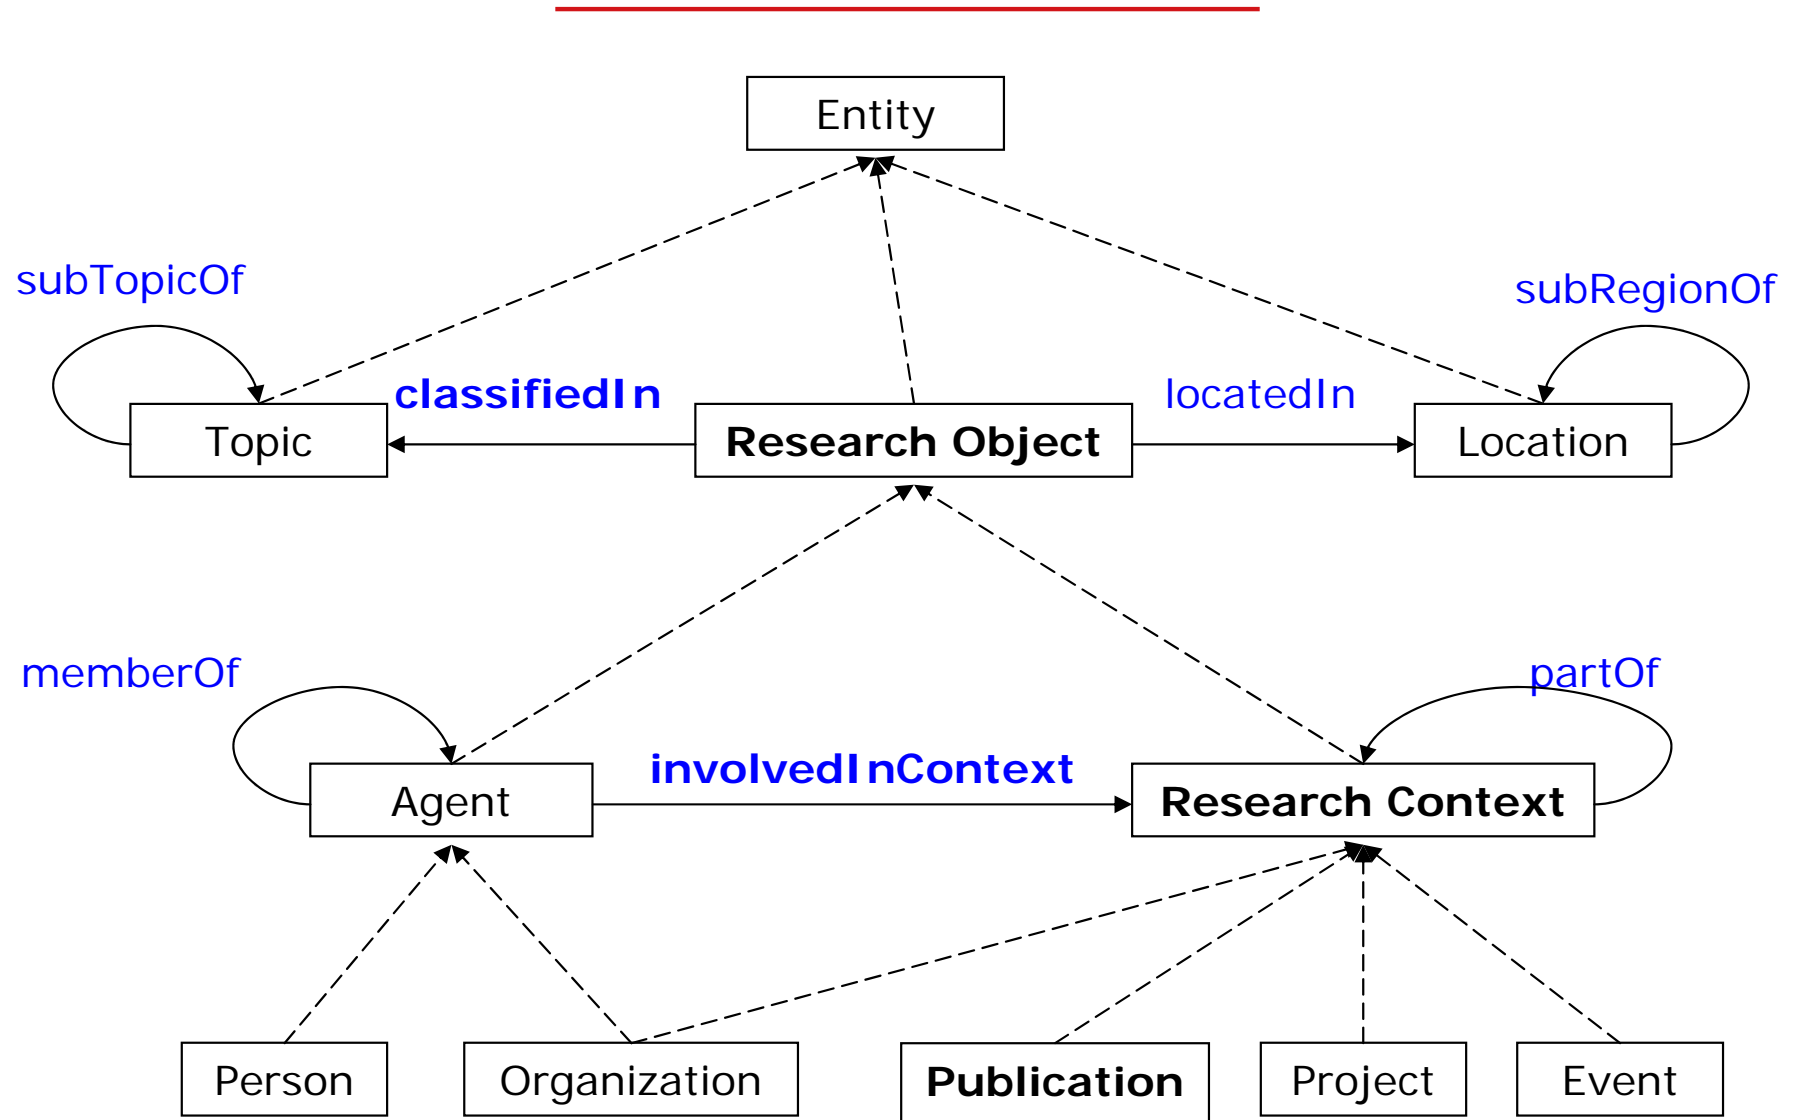 Entity
subTopicOf
subRegionOf
classifiedIn
locatedIn
Topic
Research Object
Location
memberOf
partOf
involvedInContext
Agent
Research Context
Person
Organization
Publication
Project
Event